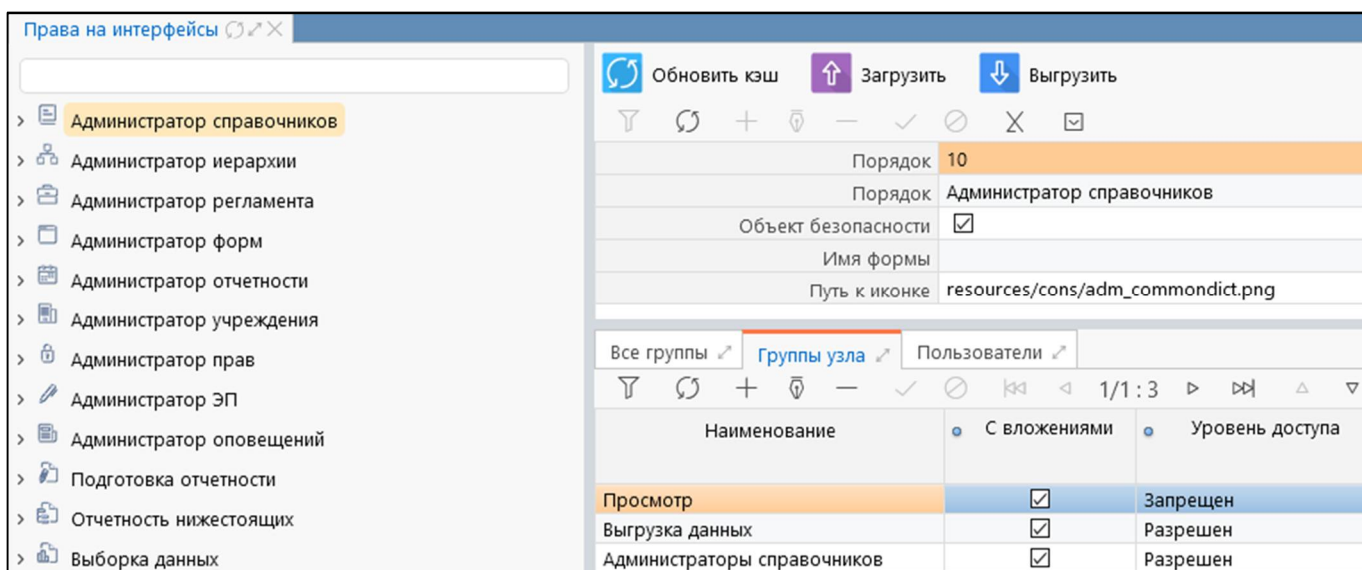 Права на интерфейсы
Администратор справочников
Администратор иерархии
Администратор регламента
Администратор форм
Администратор отчетности
Администратор учреждения
Администратор прав
Администратор ЭП
Администратор оповещений
Подготовка отчетности
Отчетность нижестоящих
Выборка данных
Обновить кэш Загрузить Выгрузить
Порядок 10
Порядок Администратор справочников
Объект безопасности
Имя формы
Путь к иконке resources/cons/adm_commondict.png
Все группы Группы узла Пользователи
1/1 : 3
Наименование С вложениями Уровень доступа
Просмотр Запрещен
Выгрузка данных Разрешен
Администраторы справочников Разрешен